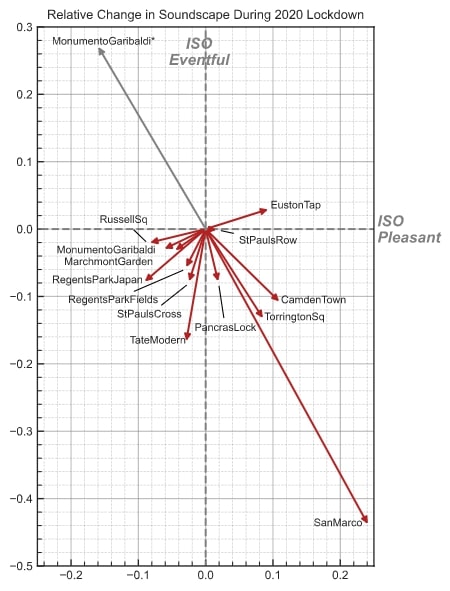 Relative Change in Soundscape During 2020 Lockdown
0.3
MonumentoGaribaldi*
ISO
Eventful
0.2
0.1
EustonTap
RussellSq
0.0
ISO
Pleasant
StPaulsRow
MonumentoGaribaldi
MarchmontGarden
RegentsParkJapan
−0.1
RegentsParkFields
CamdenTown
StPaulsCross
TorringtonSq
PancrasLock
TateModern
−0.2
−0.3
−0.4
SanMarco
−0.5
−0.2 −0.1 0.0 0.1 0.2